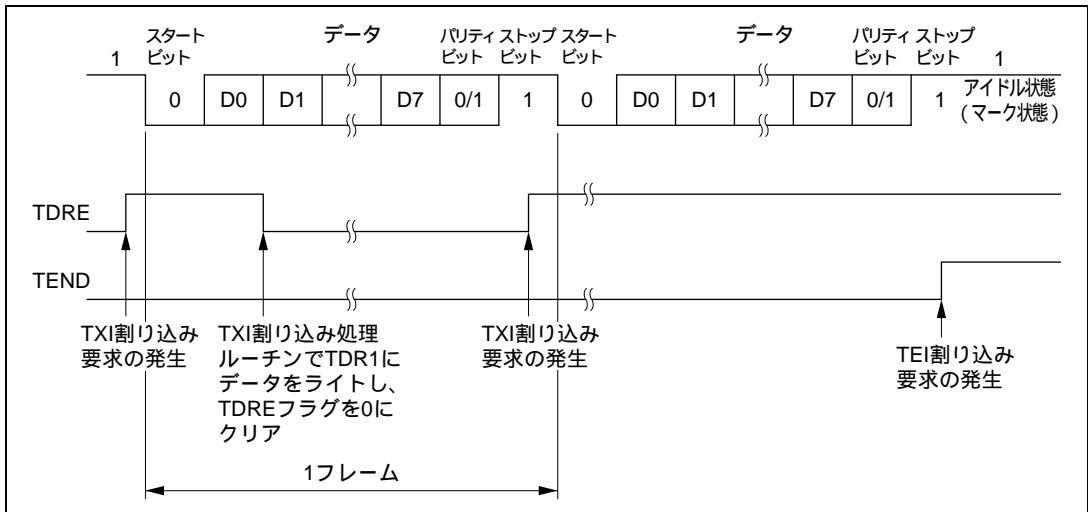 スタート
ビット
データ
パリティ
ビット
ストップ
ビット
スタート
ビット
データ
パリティ
ビット
ストップ
ビット
1
1
0 D0 D1 D7 0/1 1 0 D0 D1 D7 0/1 1
アイドル状態
(マーク状態)
TDRE
TEND
TXI割り込み
要求の発生
TXI割り込み処理
ルーチンでTDR1に
データをライトし、
TDREフラグを0に
クリア
TXI割り込み
要求の発生
TEI割り込み
要求の発生
1フレーム